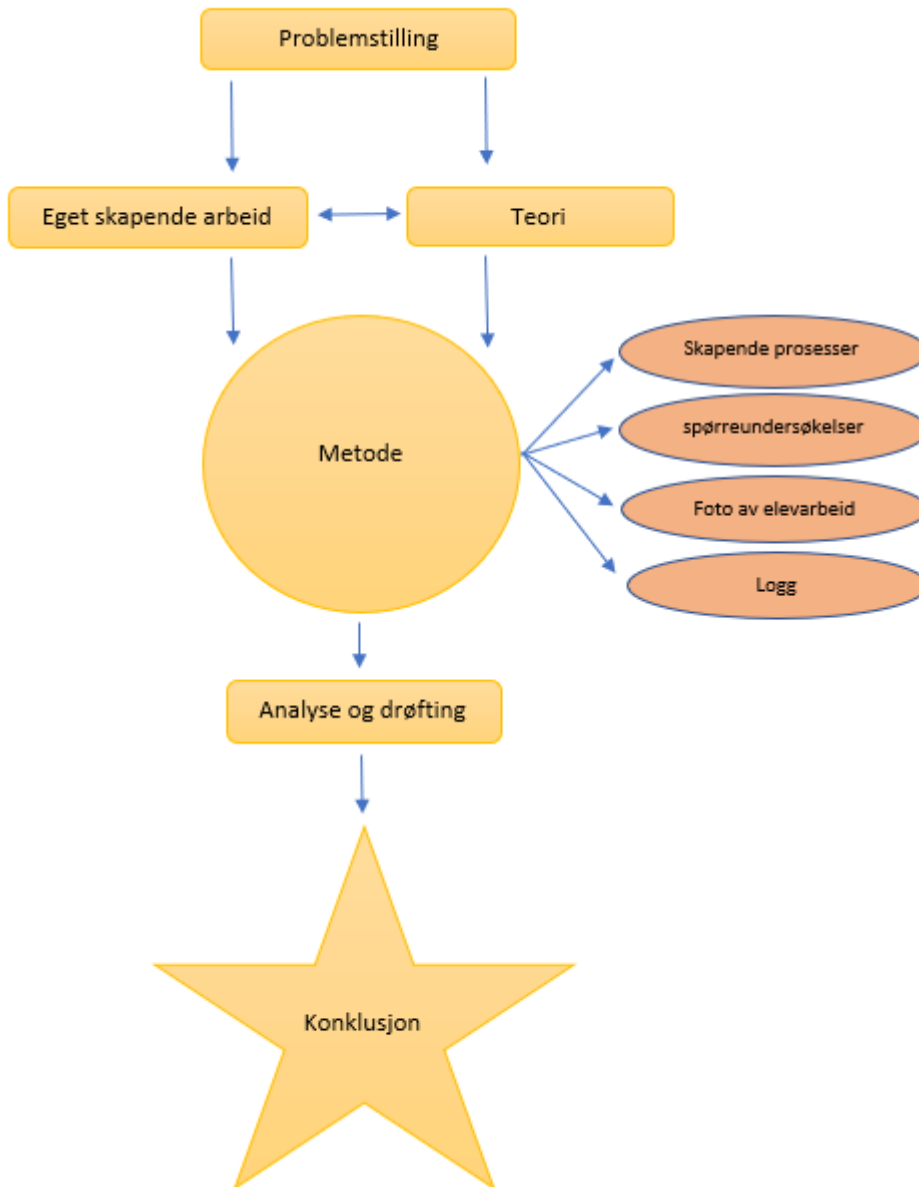 Problemstilling
Eget skapende arbeid
Teori
Metode
Skapende prosesser
spørreundersøkelser
Foto av elevarbeid
Logg
Analyse og drøfting
Konklusjon